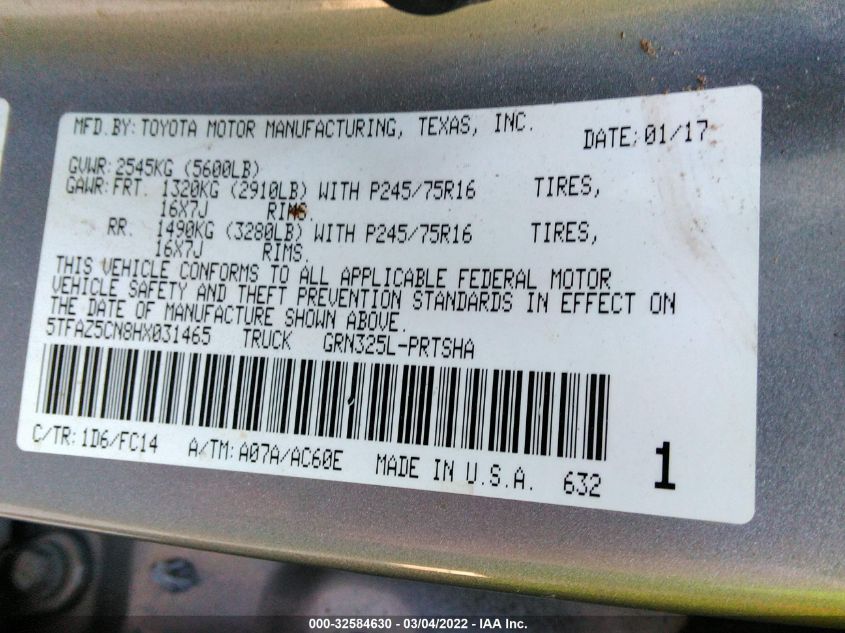 MFD.BY: TOYOTA MOTOR MANUFACTURING, TEXAS, INC. DATE: 01/17
GVWR: 2545KG (5600LB)
GAWR: FRT. 1320KG (2910LB) WITH P245/75R16 TIRES,
16X7J RIMS.
RR. 1490KG (3280LB) WITH P245/75R16 TIRES,
16X7J RIMS.
THIS VEHICLE CONFORMS TO ALL APPLICABLE FEDERAL MOTOR
VEHICLE SAFETY AND THEFT PREVENTION STANDARDS IN EFFECT ON
THE DATE OF MANUFACTURE SHOWN ABOVE.
5TFAZ5CN8HX031465 TRUCK GRN325L-PRTSHA
C/TR: 1D6/FC14 A/TM: A07A/AC60E MADE IN U.S.A. 632 1
000-32584630 - 03/04/2022 - IAA Inc.